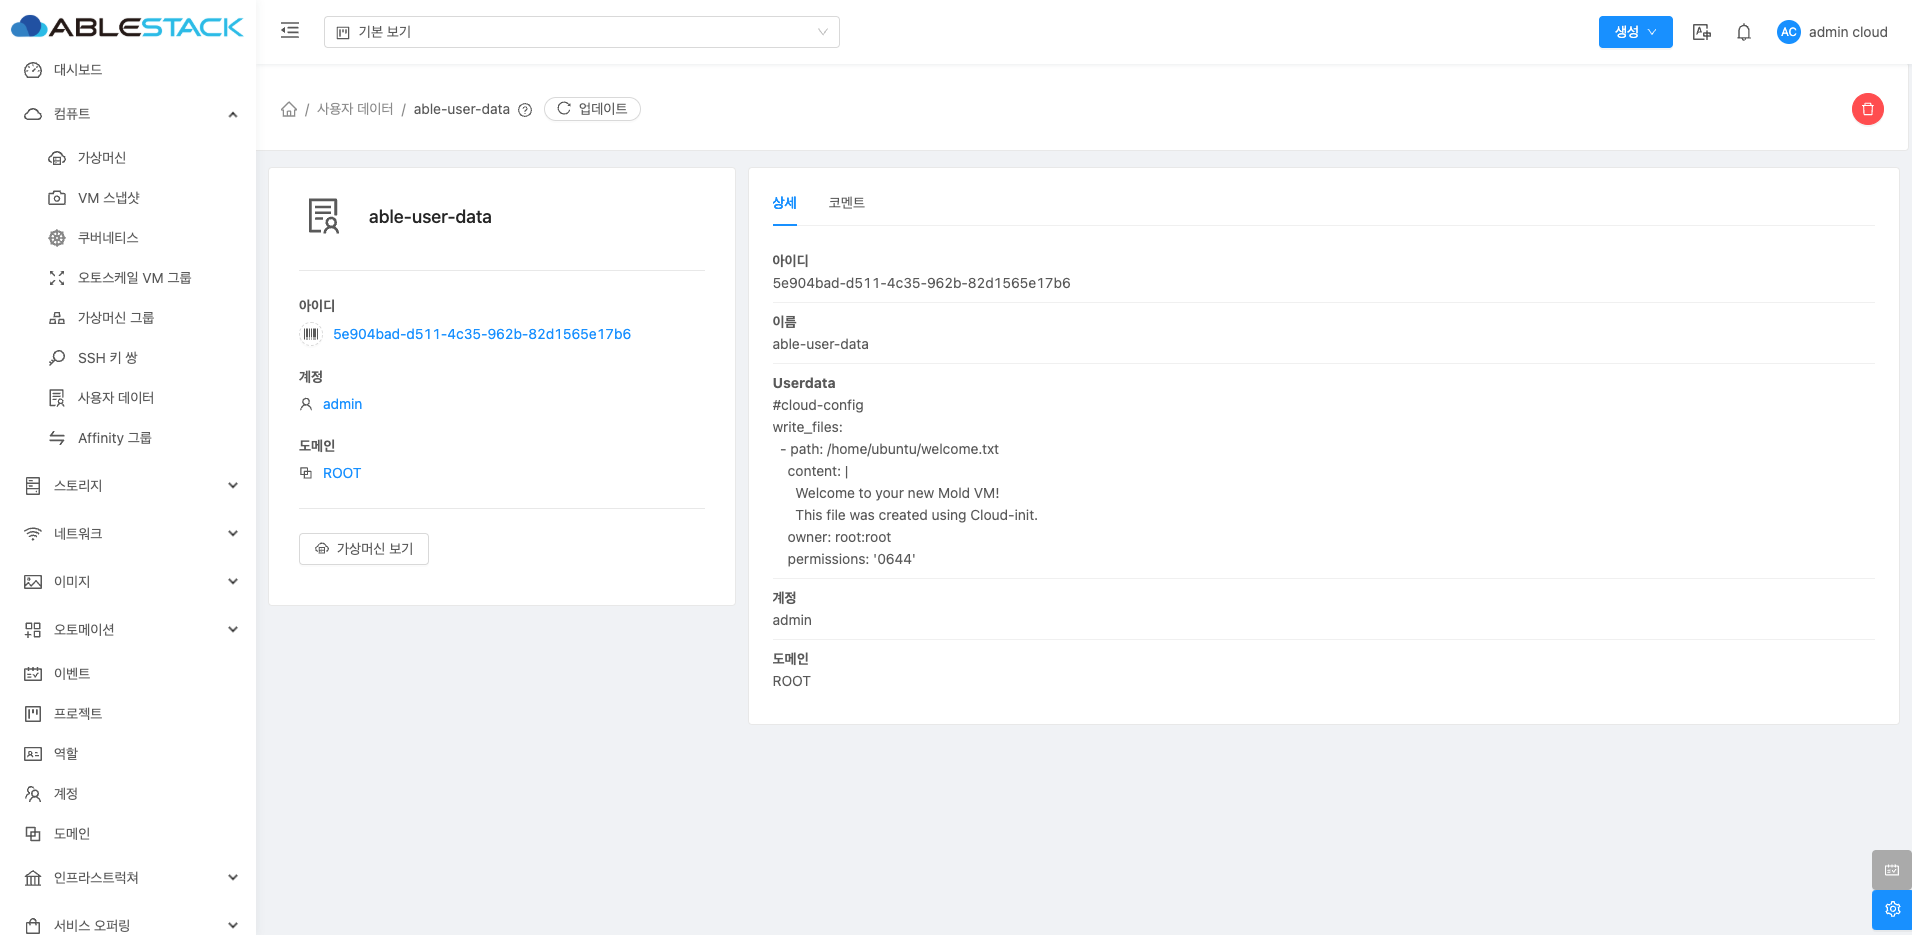 ABLESTACK
대시보드
컴퓨트
가상머신
VM 스냅샷
쿠버네티스
오토스케일 VM 그룹
가상머신 그룹
SSH 키 쌍
사용자 데이터
Affinity 그룹
스토리지
네트워크
이미지
오토메이션
이벤트
프로젝트
역할
계정
도메인
인프라스트럭쳐
서비스 오퍼링
기본 보기
생성
AC admin cloud
/ 사용자 데이터 / able-user-data 업데이트
able-user-data
아이디
5e904bad-d511-4c35-962b-82d1565e17b6
계정
admin
도메인
ROOT
가상머신 보기
상세 코멘트
아이디
5e904bad-d511-4c35-962b-82d1565e17b6
이름
able-user-data
Userdata
#cloud-config
write_files:
- path: /home/ubuntu/welcome.txt
content: |
Welcome to your new Mold VM!
This file was created using Cloud-init.
owner: root:root
permissions: '0644'
계정
admin
도메인
ROOT